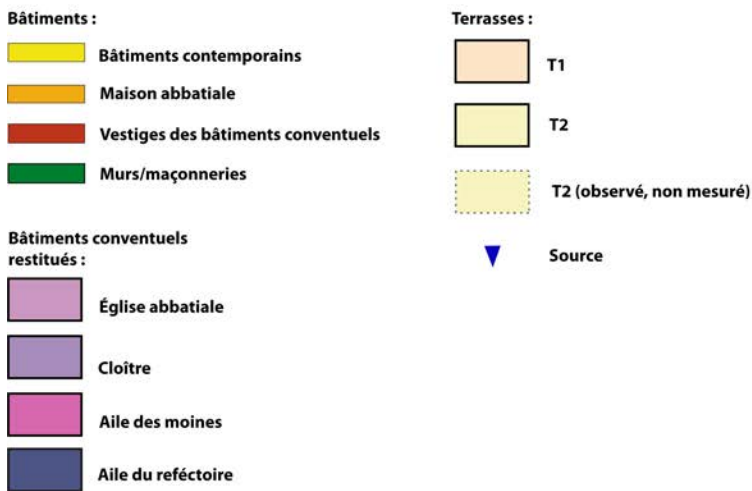 Bâtiments :
Bâtiments contemporains
Maison abbatiale
Vestiges des bâtiments conventuels
Murs/maçonneries
Bâtiments conventuels
restitués :
Église abbatiale
Cloître
Aile des moines
Aile du reféctoire
Terrasses :
T1
T2
T2 (observé, non mesuré)
Source